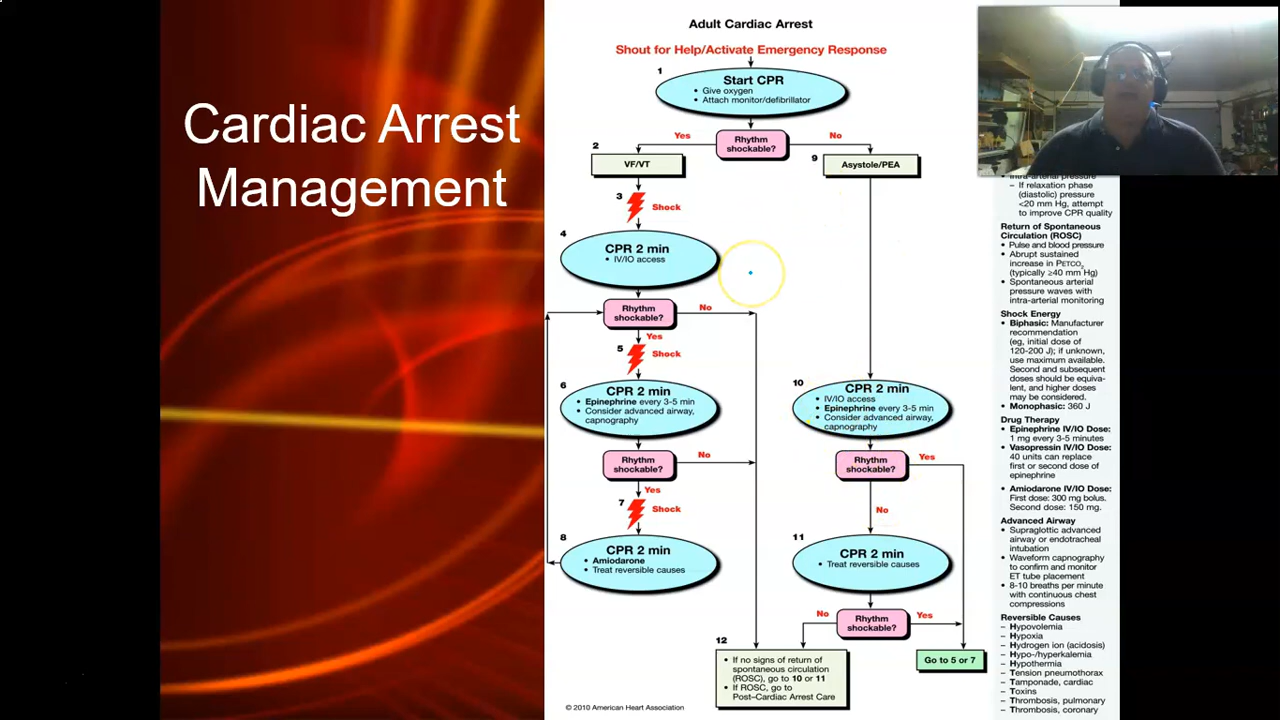 Cardiac Arrest
Management
Adult Cardiac Arrest
Shout for Help/Activate Emergency Response
1
Start CPR
• Give oxygen
• Attach monitor/defibrillator
Rhythm
shockable?
Yes
No
2
VF/VT
9
Asystole/PEA
3
Shock
4
CPR 2 min
• IV/IO access
Rhythm
shockable?
No
Yes
5
Shock
6
CPR 2 min
• Epinephrine every 3-5 min
• Consider advanced airway,
capnography
Rhythm
shockable?
No
Yes
7
Shock
8
CPR 2 min
• Amiodarone
• Treat reversible causes
10
CPR 2 min
• IV/IO access
• Epinephrine every 3-5 min
• Consider advanced airway,
capnography
Rhythm
shockable?
Yes
No
11
CPR 2 min
• Treat reversible causes
No
Rhythm
shockable?
Yes
12
• If no signs of return of
spontaneous circulation
(ROSC), go to 10 or 11
• If ROSC, go to
Post–Cardiac Arrest Care
Go to 5 or 7
© 2010 American Heart Association
• Intra-arterial pressure
– If relaxation phase
(diastolic) pressure
<20 mm Hg, attempt
to improve CPR quality
Return of Spontaneous
Circulation (ROSC)
• Pulse and blood pressure
• Abrupt sustained
increase in PETCO2
(typically ≥40 mm Hg)
• Spontaneous arterial
pressure waves with
intra-arterial monitoring
Shock Energy
• Biphasic: Manufacturer
recommendation
(eg, initial dose of
120-200 J); if unknown,
use maximum available.
Second and subsequent
doses should be equiva-
lent, and higher doses
may be considered.
• Monophasic: 360 J
Drug Therapy
• Epinephrine IV/IO Dose:
1 mg every 3-5 minutes
• Vasopressin IV/IO Dose:
40 units can replace
first or second dose of
epinephrine
• Amiodarone IV/IO Dose:
First dose: 300 mg bolus.
Second dose: 150 mg.
Advanced Airway
• Supraglottic advanced
airway or endotracheal
intubation
• Waveform capnography
to confirm and monitor
ET tube placement
• 8-10 breaths per minute
with continuous chest
compressions
Reversible Causes
– Hypovolemia
– Hypoxia
– Hydrogen ion (acidosis)
– Hypo-/hyperkalemia
– Hypothermia
– Tension pneumothorax
– Tamponade, cardiac
– Toxins
– Thrombosis, pulmonary
– Thrombosis, coronary